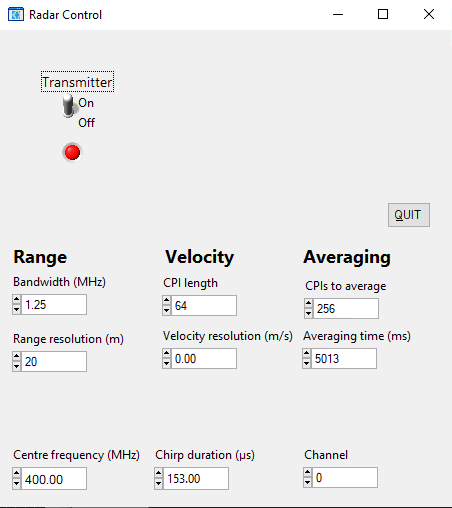 Radar Control
Transmitter
On
Off
QUIT
Range
Velocity
Averaging
Bandwidth (MHz)
CPI length
CPIs to average
1.25
64
256
Range resolution (m)
Velocity resolution (m/s)
Averaging time (ms)
20
0.00
5013
Centre frequency (MHz)
Chirp duration (µs)
Channel
400.00
153.00
0